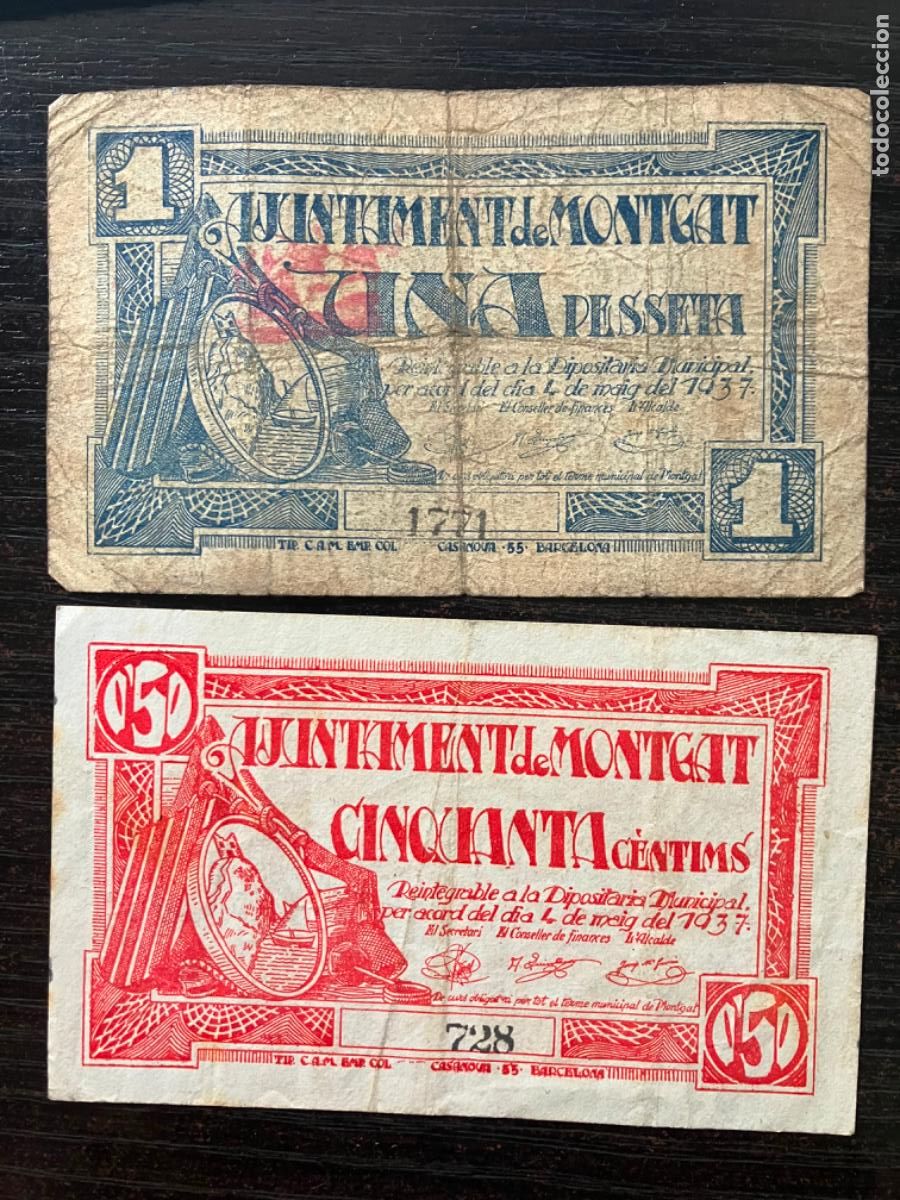 todocoleccion
1
AJUNTAMENT de MONTGAT
UNA PESSETA
Reintegrable a la Dipositaria Municipal,
per acord del dia 4 de maig del 1937.
El Secretari El Conseller de finances L'Alcalde
De curs obligatori per tot el terme municipal de Montgat
1771
1
TIP. C.A.M. EMP. COL CASANOVA · 55 · BARCELONA
0'50
AJUNTAMENT de MONTGAT
CINQUANTA CÈNTIMS
Reintegrable a la Dipositaria Municipal,
per acord del dia 4 de maig del 1937.
El Secretari El Conseller de finances L'Alcalde
De curs obligatori per tot el terme municipal de Montgat
728
0'50
TIP. C.A.M. EMP. COL CASANOVA · 55 · BARCELONA